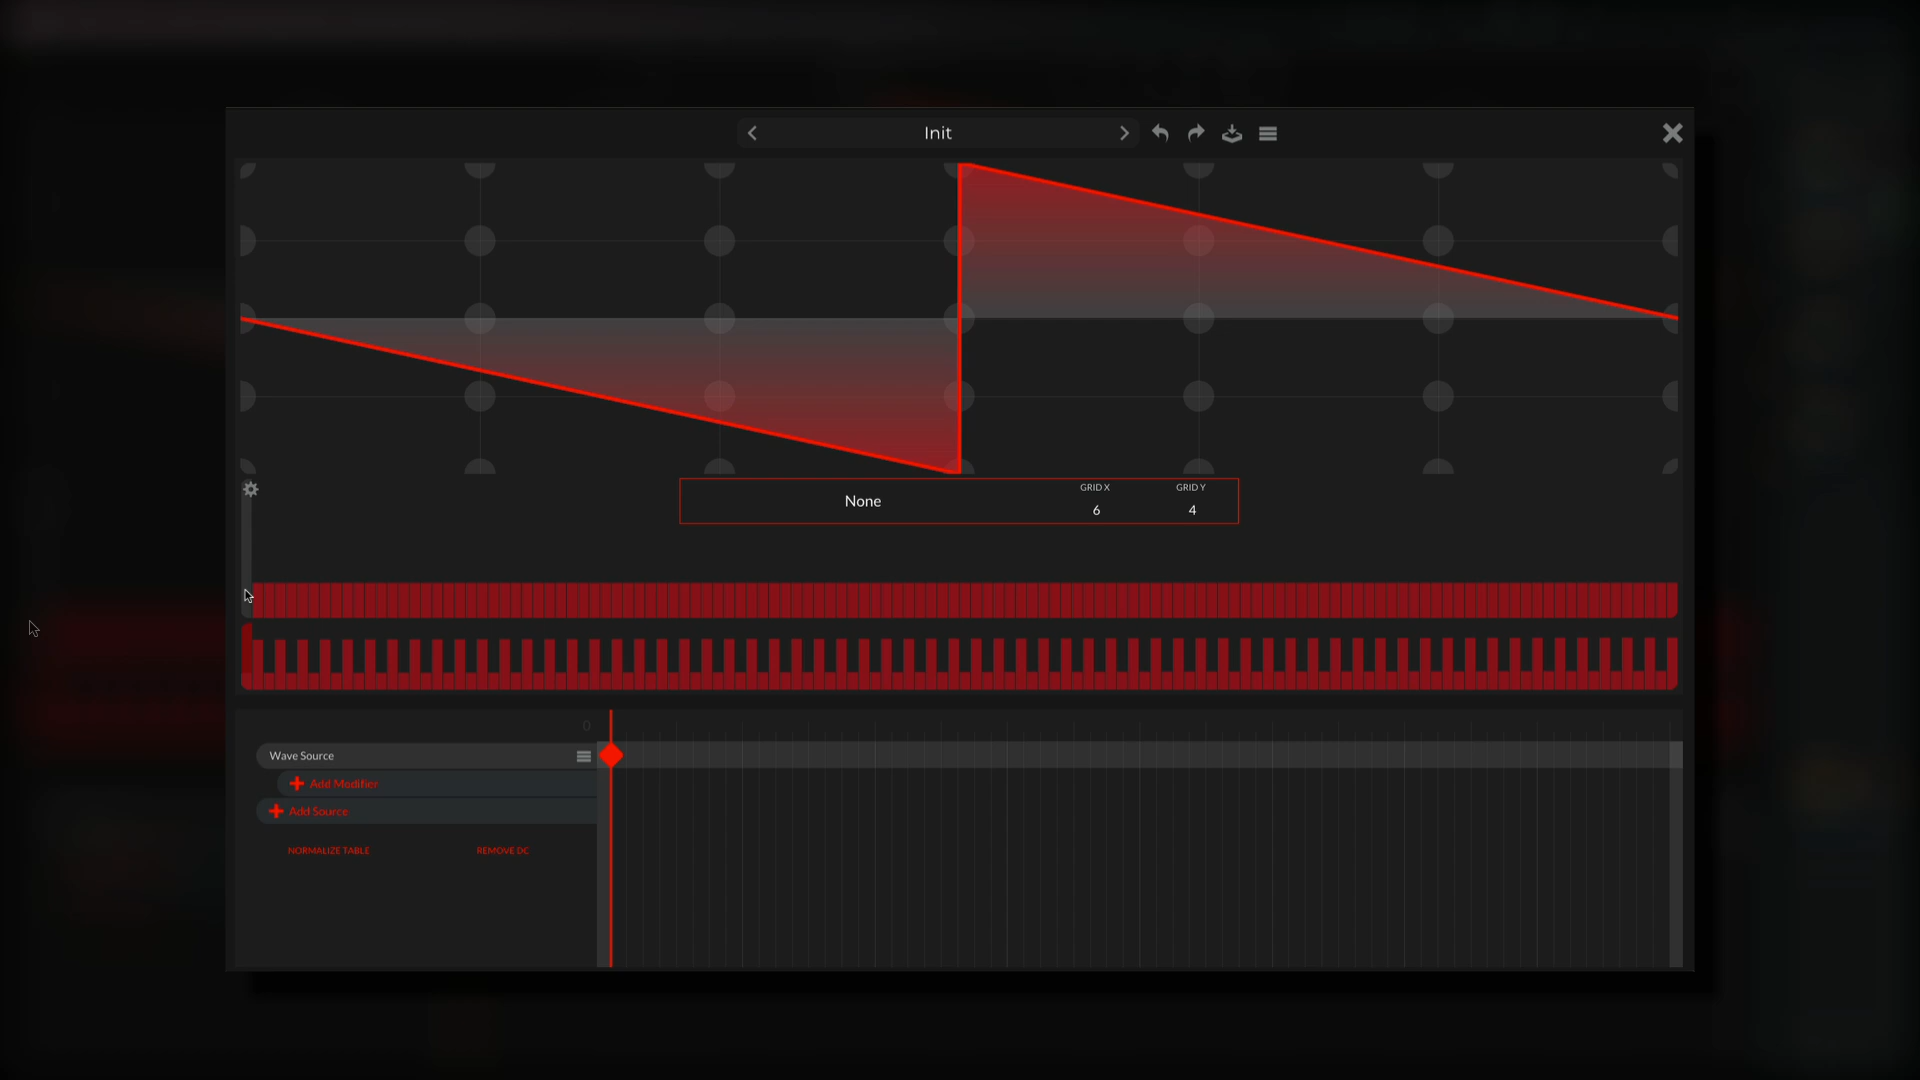 Init
None
GRID X
GRID Y
6
4
0
Wave Source
Add Modifier
Add Source
NORMALIZE TABLE
REMOVE DC